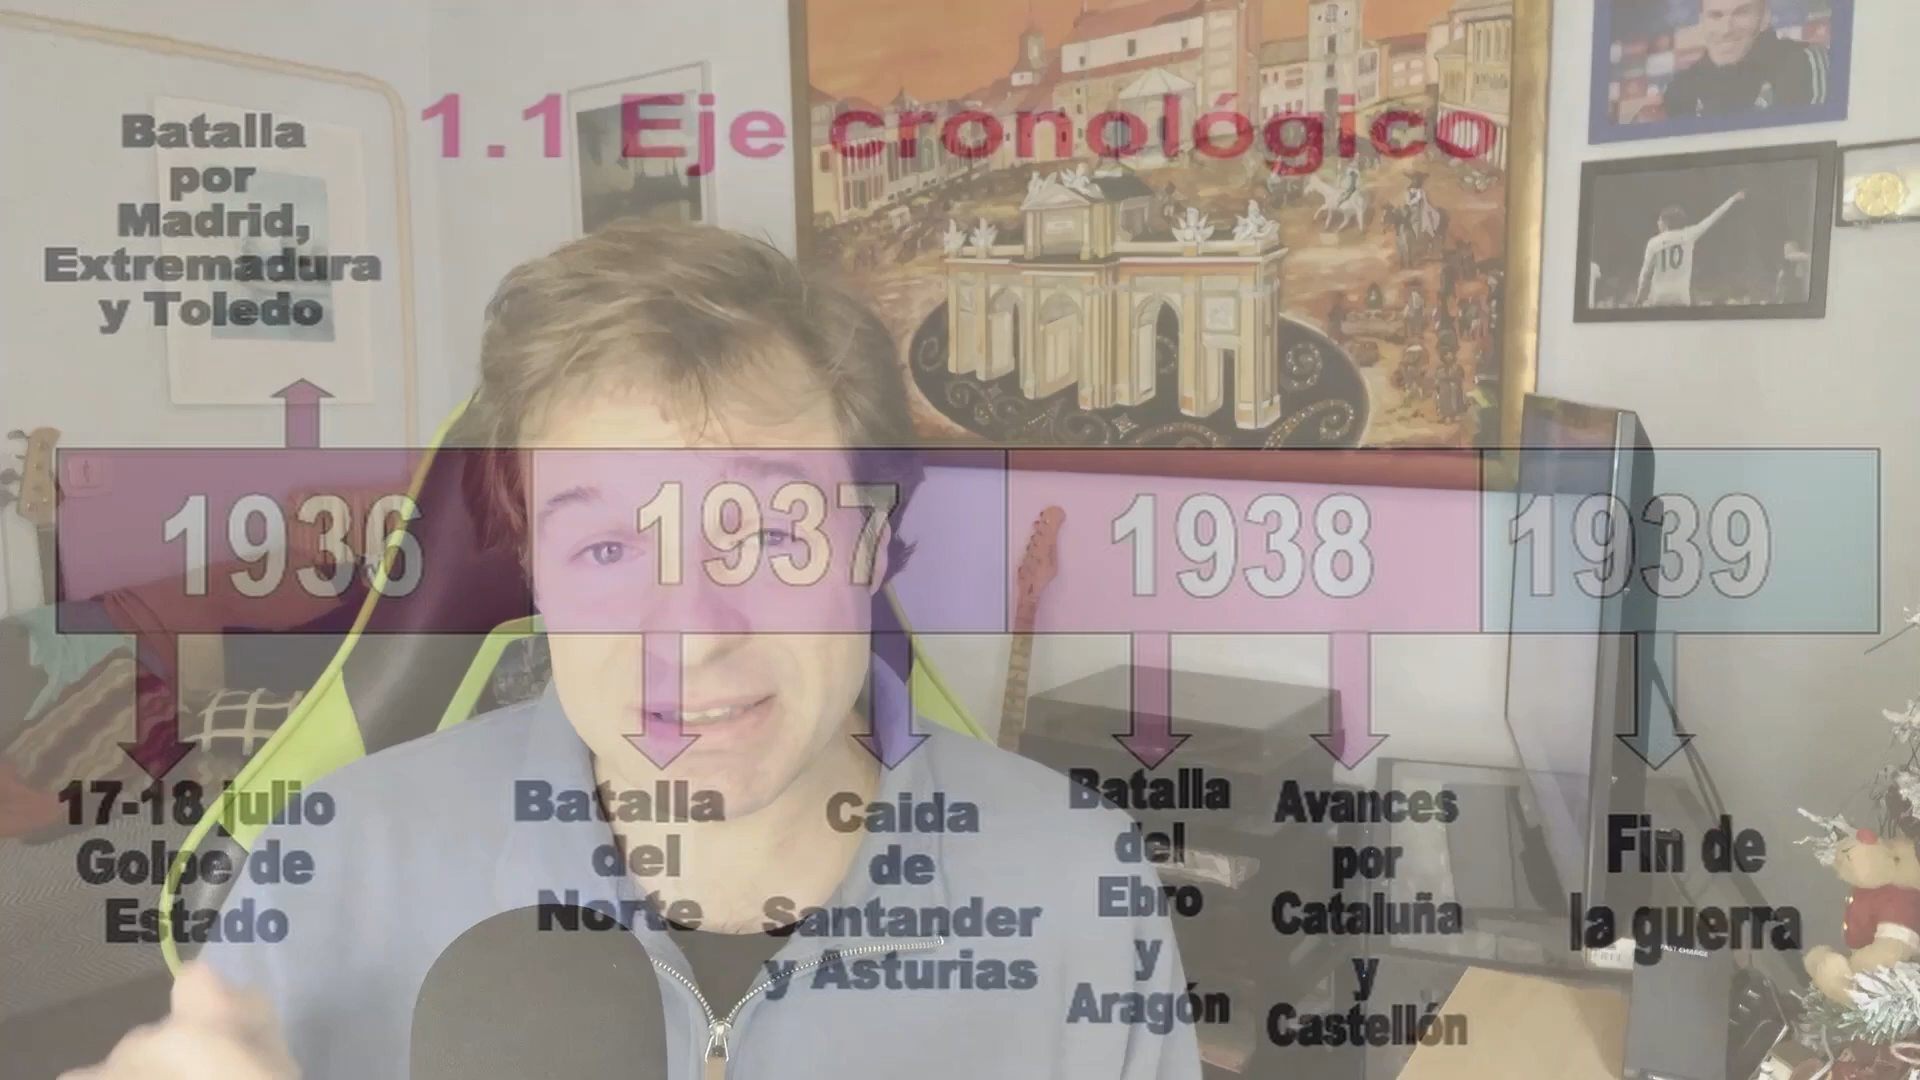 1.1 Eje cronológico
Batalla
por
Madrid,
Extremadura
y Toledo
1936
1937
1938
1939
17-18 julio
Golpe de
Estado
Batalla
del
Norte
Caida
de
Santander
y Asturias
Batalla
del
Ebro
y
Aragón
Avances
por
Cataluña
y
Castellón
Fin de
la guerra
10